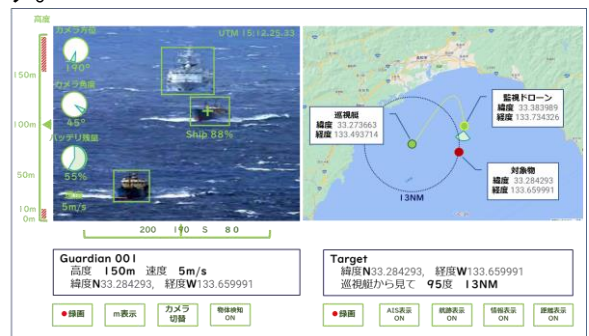 高度
UTM 15:12.25.33
カメラ方位
190°
150m
カメラ角度
45°
100m
Ship 88%
バッテリ残量
55%
50m
5m/s
10m
0m
200 190 S 80
監視ドローン
緯度 33.383989
経度 133.734326
巡視艇
緯度 33.273663
経度 133.493714
対象物
緯度 33.284293
経度 133.659991
13NM
Guardian 001
高度 150m 速度 5m/s
緯度N33.284293, 経度W133.659991
Target
緯度N33.284293, 経度W133.659991
巡視艇から見て 95度 13NM
●録画
m表示
カメラ
切替
物体検知
ON
●録画
AIS表示
ON
航跡表示
ON
情報表示
ON
距離表示
ON